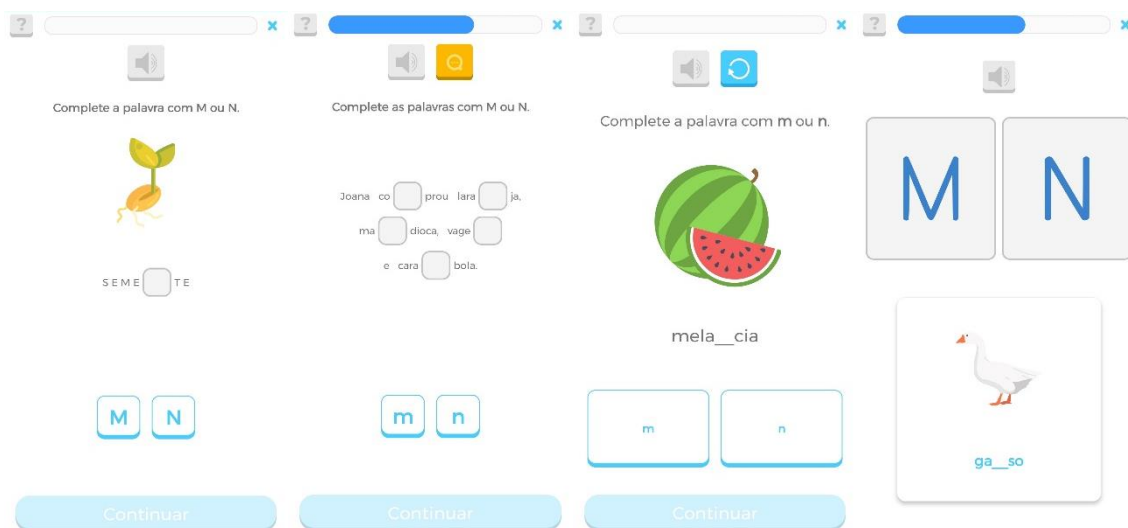 ?
Complete a palavra com M ou N.
SEME TE
M N
Continuar
?
Complete as palavras com M ou N.
Joana co prou lara ja,
ma dioca, vage
e cara bola.
m n
Continuar
?
Complete a palavra com m ou n.
mela__cia
m n
Continuar
?
M N
ga__so